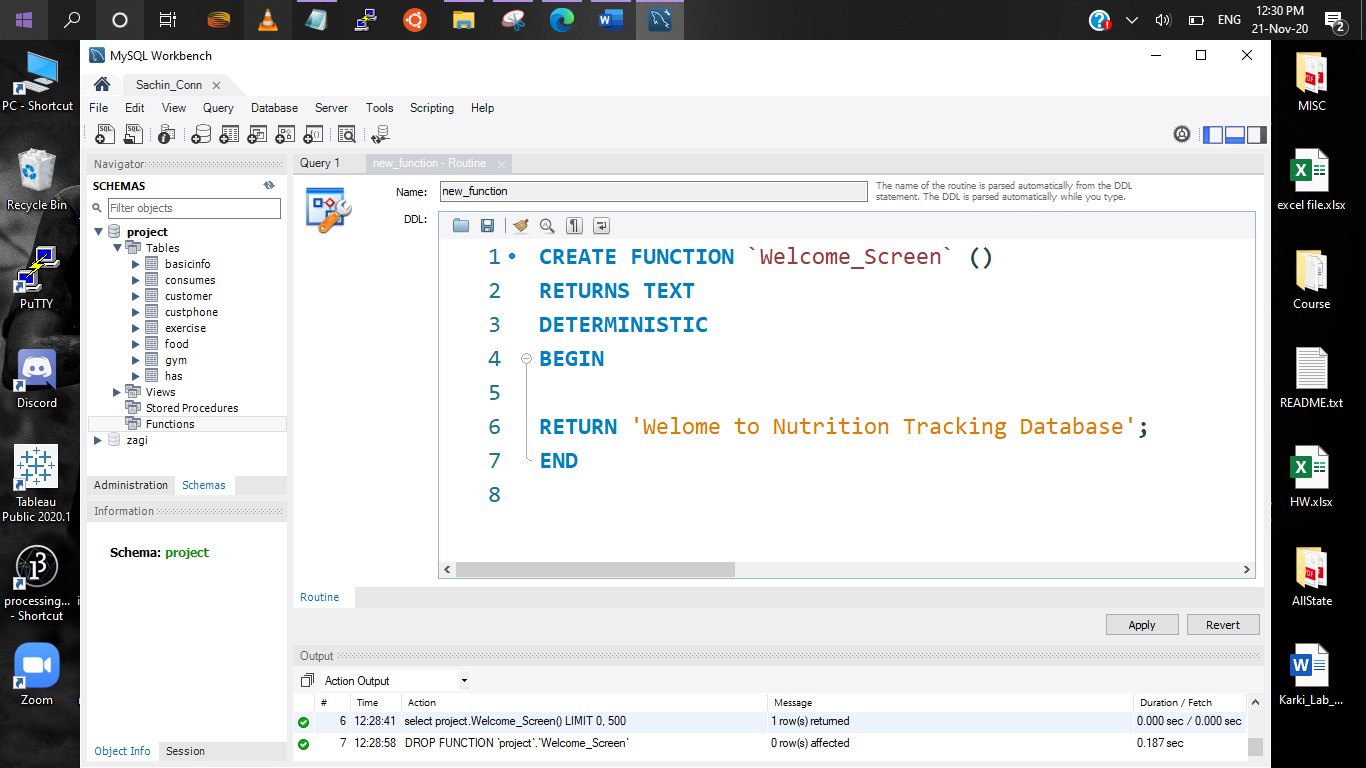 ENG
12:30 PM
21-Nov-20
2
MySQL Workbench
Sachin_Conn
File Edit View Query Database Server Tools Scripting Help
Navigator
SCHEMAS
Filter objects
project
Tables
basicinfo
consumes
customer
custphone
exercise
food
gym
has
Views
Stored Procedures
Functions
zagi
Administration Schemas
Information
Schema: project
Object Info Session
Query 1 new_function - Routine
Name: new_function
The name of the routine is parsed automatically from the DDL
statement. The DDL is parsed automatically while you type.
DDL:
1 CREATE FUNCTION `Welcome_Screen` ()
2 RETURNS TEXT
3 DETERMINISTIC
4 BEGIN
5
6 RETURN 'Welome to Nutrition Tracking Database';
7 END
8
Routine
Apply Revert
Output
Action Output
# Time Action Message Duration / Fetch
6 12:28:41 select project.Welcome_Screen() LIMIT 0, 500 1 row(s) returned 0.000 sec / 0.000 sec
7 12:28:58 DROP FUNCTION `project`.`Welcome_Screen` 0 row(s) affected 0.187 sec
PC - Shortcut
Recycle Bin
PuTTY
Discord
Tableau
Public 2020.1
processing...
- Shortcut
Zoom
MISC
excel file.xlsx
Course
README.txt
HW.xlsx
AllState
Karki_Lab_...